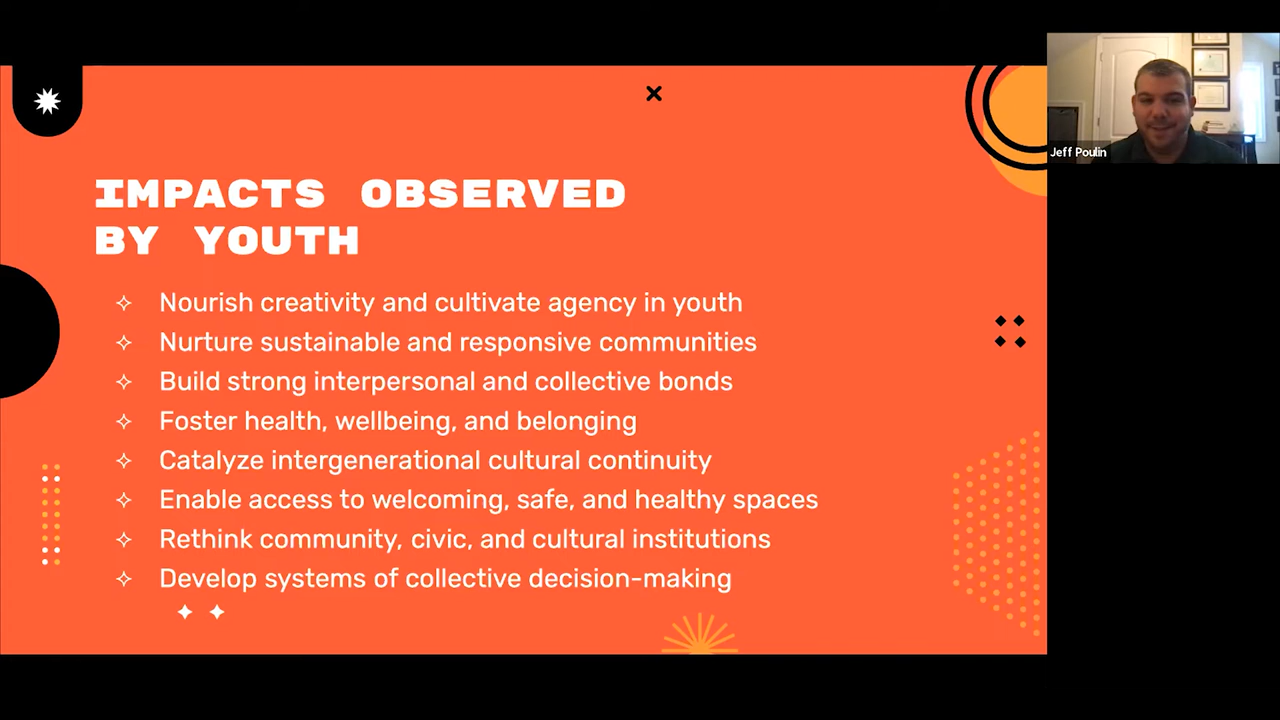 IMPACTS OBSERVED
BY YOUTH
Nourish creativity and cultivate agency in youth
Nurture sustainable and responsive communities
Build strong interpersonal and collective bonds
Foster health, wellbeing, and belonging
Catalyze intergenerational cultural continuity
Enable access to welcoming, safe, and healthy spaces
Rethink community, civic, and cultural institutions
Develop systems of collective decision-making
Jeff Poulin